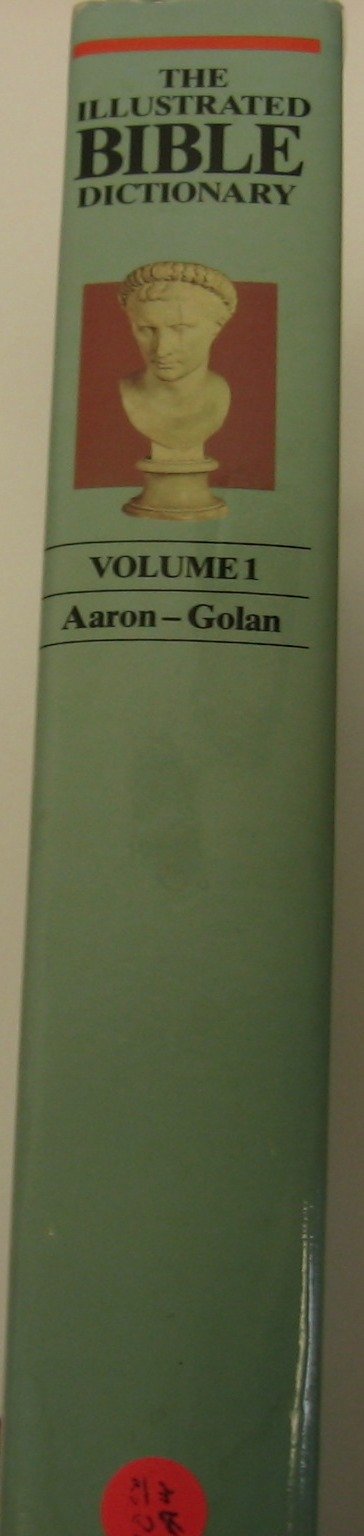 THE
ILLUSTRATED
BIBLE
DICTIONARY
VOLUME 1
Aaron – Golan